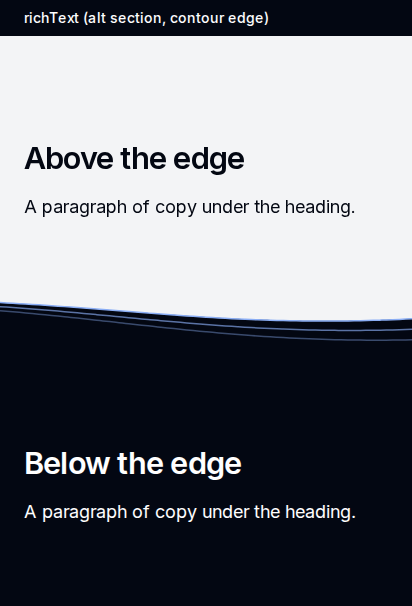 richText (alt section, contour edge)
Above the edge
A paragraph of copy under the heading.
Below the edge
A paragraph of copy under the heading.